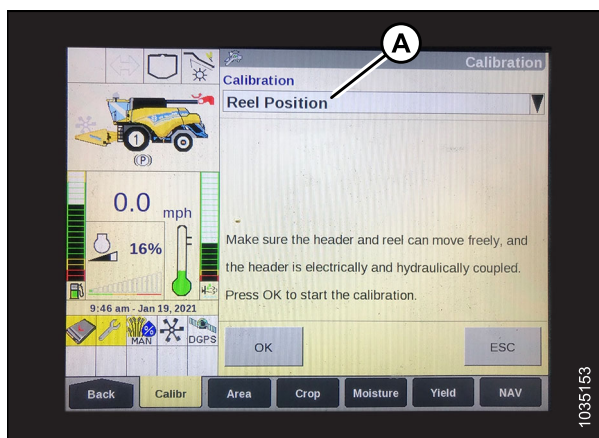 A
Calibration
Calibration
Reel Position
1
(P)
0.0 mph
16%
Make sure the header and reel can move freely, and
the header is electrically and hydraulically coupled.
Press OK to start the calibration.
9:46 am - Jan 19, 2021
MAN
DGPS
OK
ESC
Back
Calibr
Area
Crop
Moisture
Yield
NAV
1035153